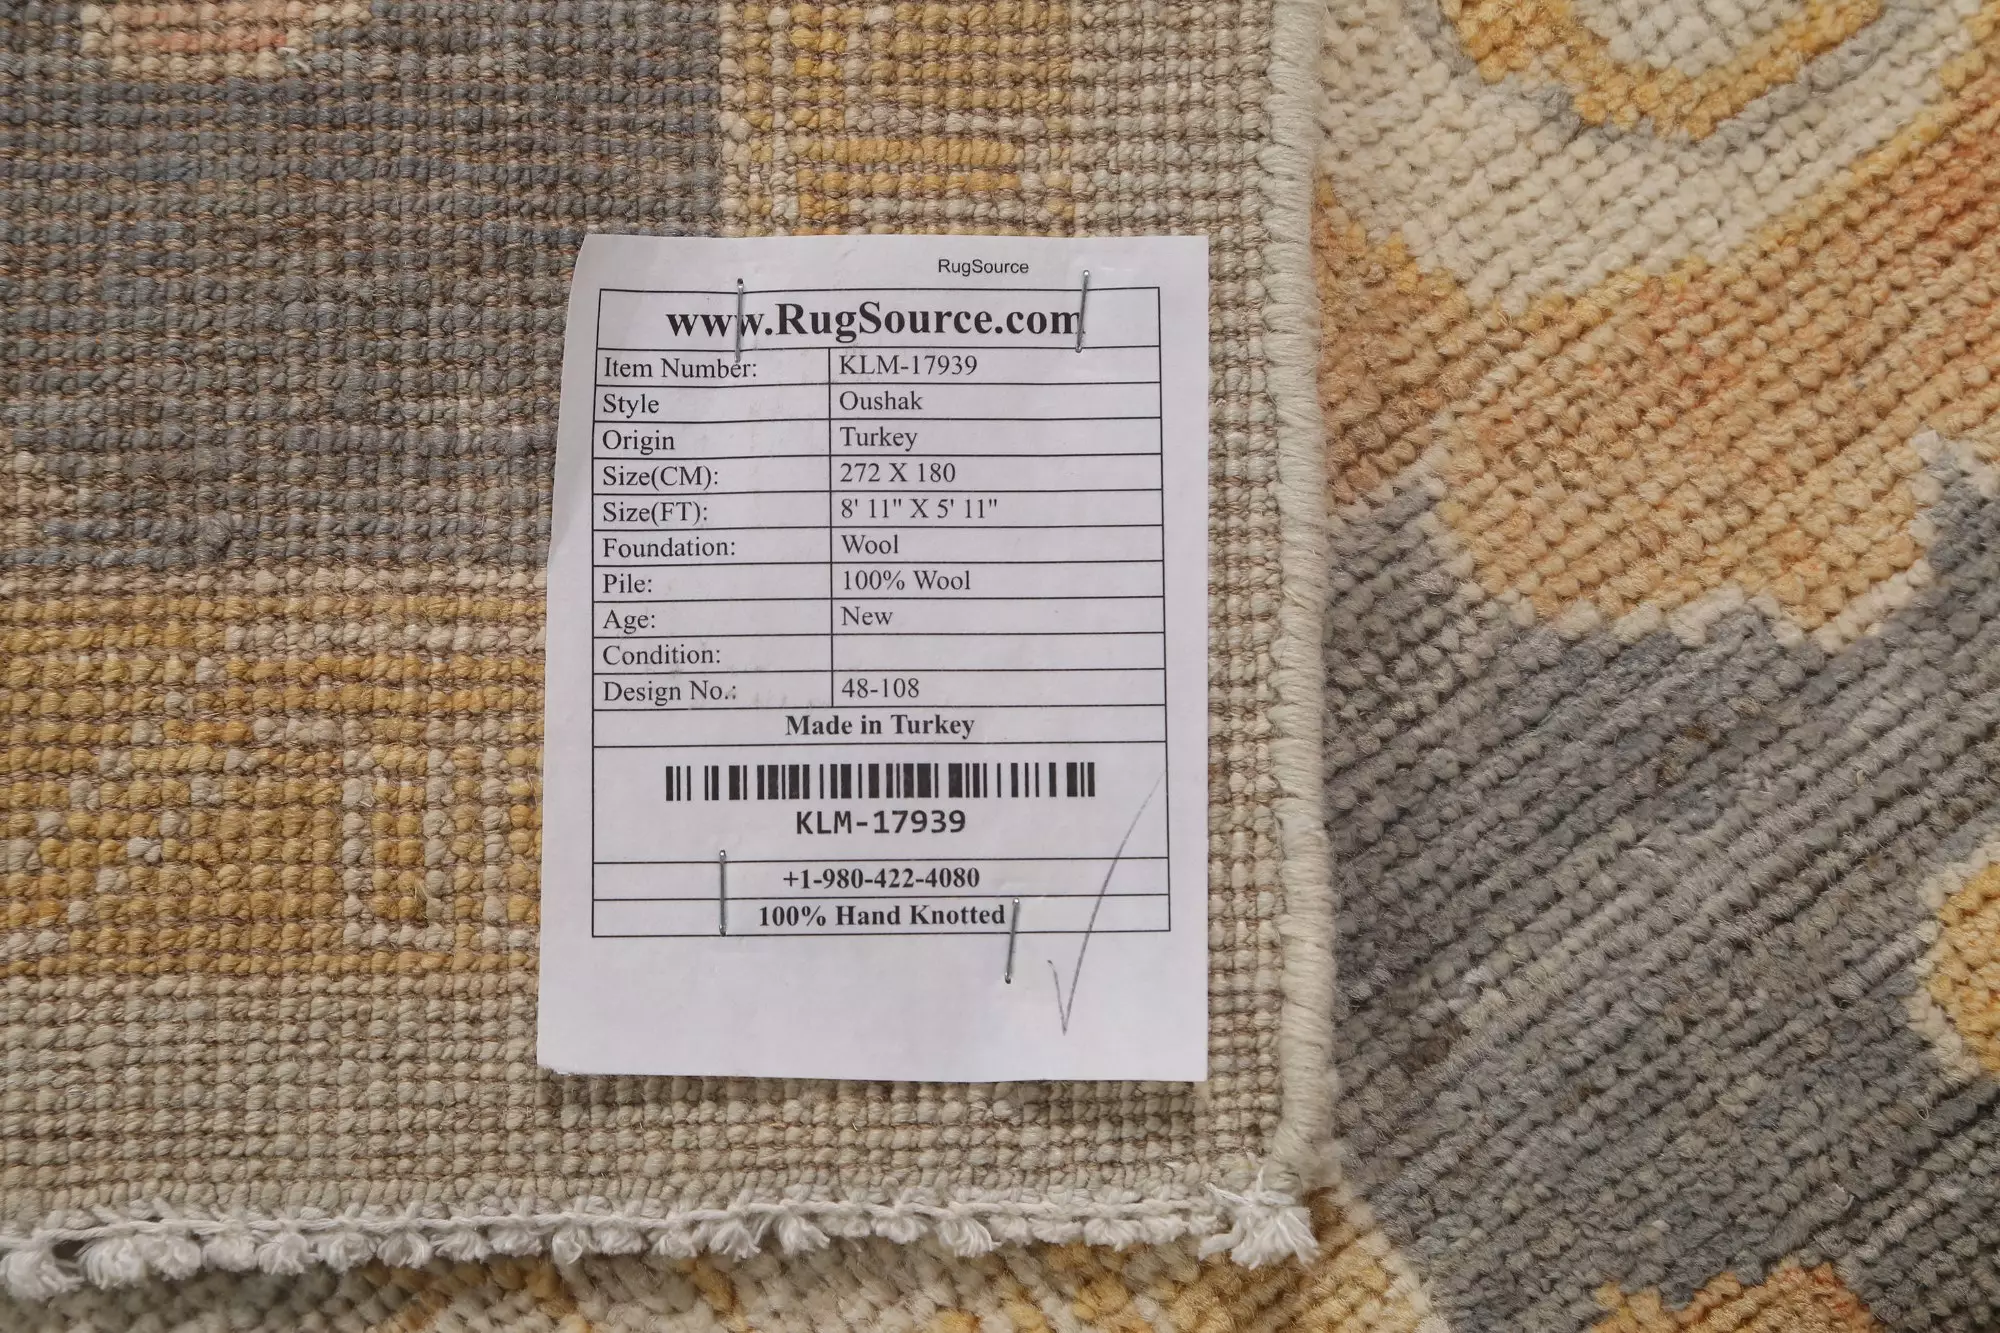 RugSource
www.RugSource.com
Item Number: KLM-17939
Style Oushak
Origin Turkey
Size(CM): 272 X 180
Size(FT): 8' 11" X 5' 11"
Foundation: Wool
Pile: 100% Wool
Age: New
Condition:
Design No.: 48-108
Made in Turkey
KLM-17939
+1-980-422-4080
100% Hand Knotted